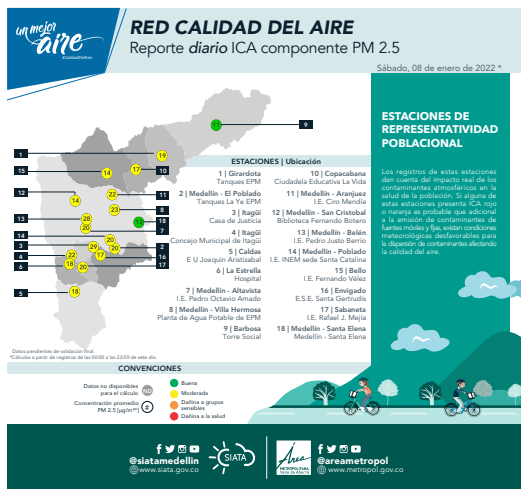 un mejor
aire
#CalidadDelAire
RED CALIDAD DEL AIRE
Reporte diario ICA componente PM 2.5
Sábado, 08 de enero de 2022 *
ESTACIONES DE
REPRESENTATIVIDAD
POBLACIONAL
Los registros de estas estaciones
dan cuenta del impacto real de los
contaminantes atmosféricos en la
salud de la población. Si alguna de
estas estaciones presenta ICA rojo
o naranja es probable que adicional
a la emisión de contaminantes de
fuentes móviles y fijas, existan condiciones
meteorológicas desfavorables para
la dispersión de contaminantes afectando
la calidad del aire.
1
15
12
13
14
3
4
5
9
10
11
8
18
7
2
16
17
11
19
14
17
14
22
23
28
20
20
29
20
22
18
20
18
ESTACIONES | Ubicación
1 | Girardota
Tanques EPM
2 | Medellín - El Poblado
Tanques La Ye EPM
3 | Itagüí
Casa de Justicia
4 | Itagüí
Concejo Municipal de Itagüí
5 | Caldas
E U Joaquín Aristizabal
6 | La Estrella
Hospital
7 | Medellín - Altavista
I.E. Pedro Octavio Amado
8 | Medellín - Villa Hermosa
Planta de Agua Potable de EPM
9 | Barbosa
Torre Social
10 | Copacabana
Ciudadela Educativa La Vida
11 | Medellín - Aranjuez
I.E. Ciro Mendía
12 | Medellín - San Cristobal
Biblioteca Fernando Botero
13 | Medellín - Belén
I.E. Pedro Justo Berrio
14 | Medellín - Poblado
I.E. INEM sede Santa Catalina
15 | Bello
I.E. Fernando Vélez
16 | Envigado
E.S.E. Santa Gertrudis
17 | Sabaneta
I.E. Rafael J. Mejía
18 | Medellín - Santa Elena
Medellín - Santa Elena
Datos pendientes de validación final.
*Cálculos a partir de registros de las 00:00 a las 23:59 de este día.
CONVENCIONES
Datos no disponibles
para el cálculo
ND
Concentración promedio
PM 2.5 [µg/m³]
#
Buena
Moderada
Dañina a grupos
sensibles
Dañina a la salud
@siatamedellin
www.siata.gov.co
SIATA
Área
METROPOLITANA
Valle de Aburrá
@areametropol
www.metropol.gov.co